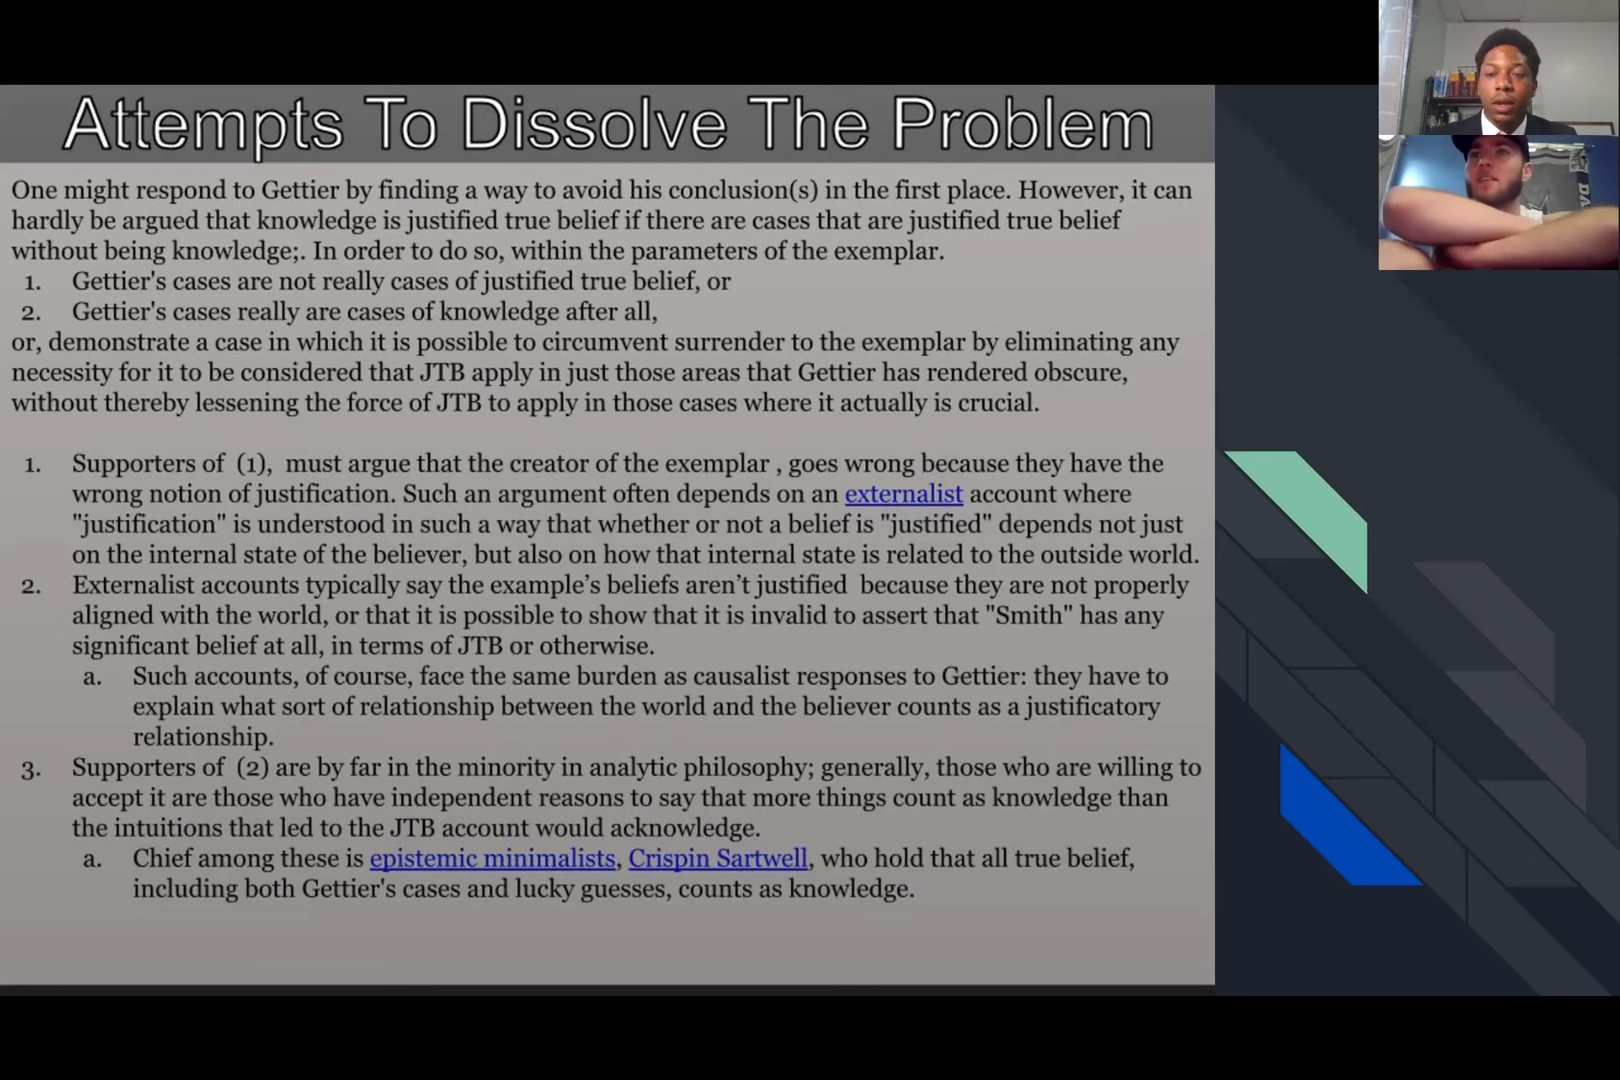 Attempts To Dissolve The Problem
One might respond to Gettier by finding a way to avoid his conclusion(s) in the first place. However, it can
hardly be argued that knowledge is justified true belief if there are cases that are justified true belief
without being knowledge;. In order to do so, within the parameters of the exemplar.
1. Gettier's cases are not really cases of justified true belief, or
2. Gettier's cases really are cases of knowledge after all,
or, demonstrate a case in which it is possible to circumvent surrender to the exemplar by eliminating any
necessity for it to be considered that JTB apply in just those areas that Gettier has rendered obscure,
without thereby lessening the force of JTB to apply in those cases where it actually is crucial.
1. Supporters of (1), must argue that the creator of the exemplar , goes wrong because they have the
wrong notion of justification. Such an argument often depends on an externalist account where
"justification" is understood in such a way that whether or not a belief is "justified" depends not just
on the internal state of the believer, but also on how that internal state is related to the outside world.
2. Externalist accounts typically say the example’s beliefs aren’t justified because they are not properly
aligned with the world, or that it is possible to show that it is invalid to assert that "Smith" has any
significant belief at all, in terms of JTB or otherwise.
a. Such accounts, of course, face the same burden as causalist responses to Gettier: they have to
explain what sort of relationship between the world and the believer counts as a justificatory
relationship.
3. Supporters of (2) are by far in the minority in analytic philosophy; generally, those who are willing to
accept it are those who have independent reasons to say that more things count as knowledge than
the intuitions that led to the JTB account would acknowledge.
a. Chief among these is epistemic minimalists, Crispin Sartwell, who hold that all true belief,
including both Gettier's cases and lucky guesses, counts as knowledge.